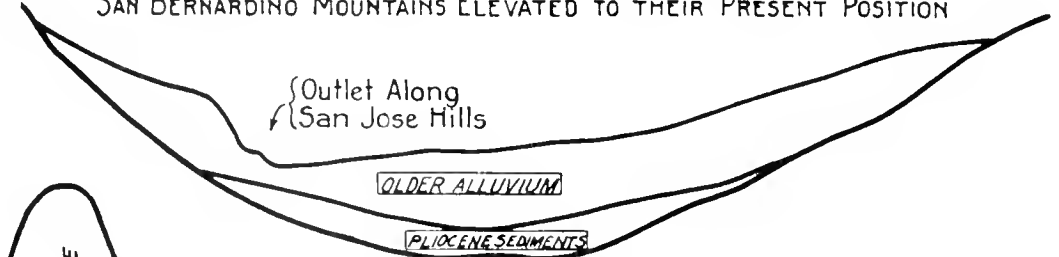 SAN BERNARDINO MOUNTAINS ELEVATED TO THEIR PRESENT POSITION
Outlet Along
San Jose Hills
OLDER ALLUVIUM
PLIOCENE SEDIMENTS